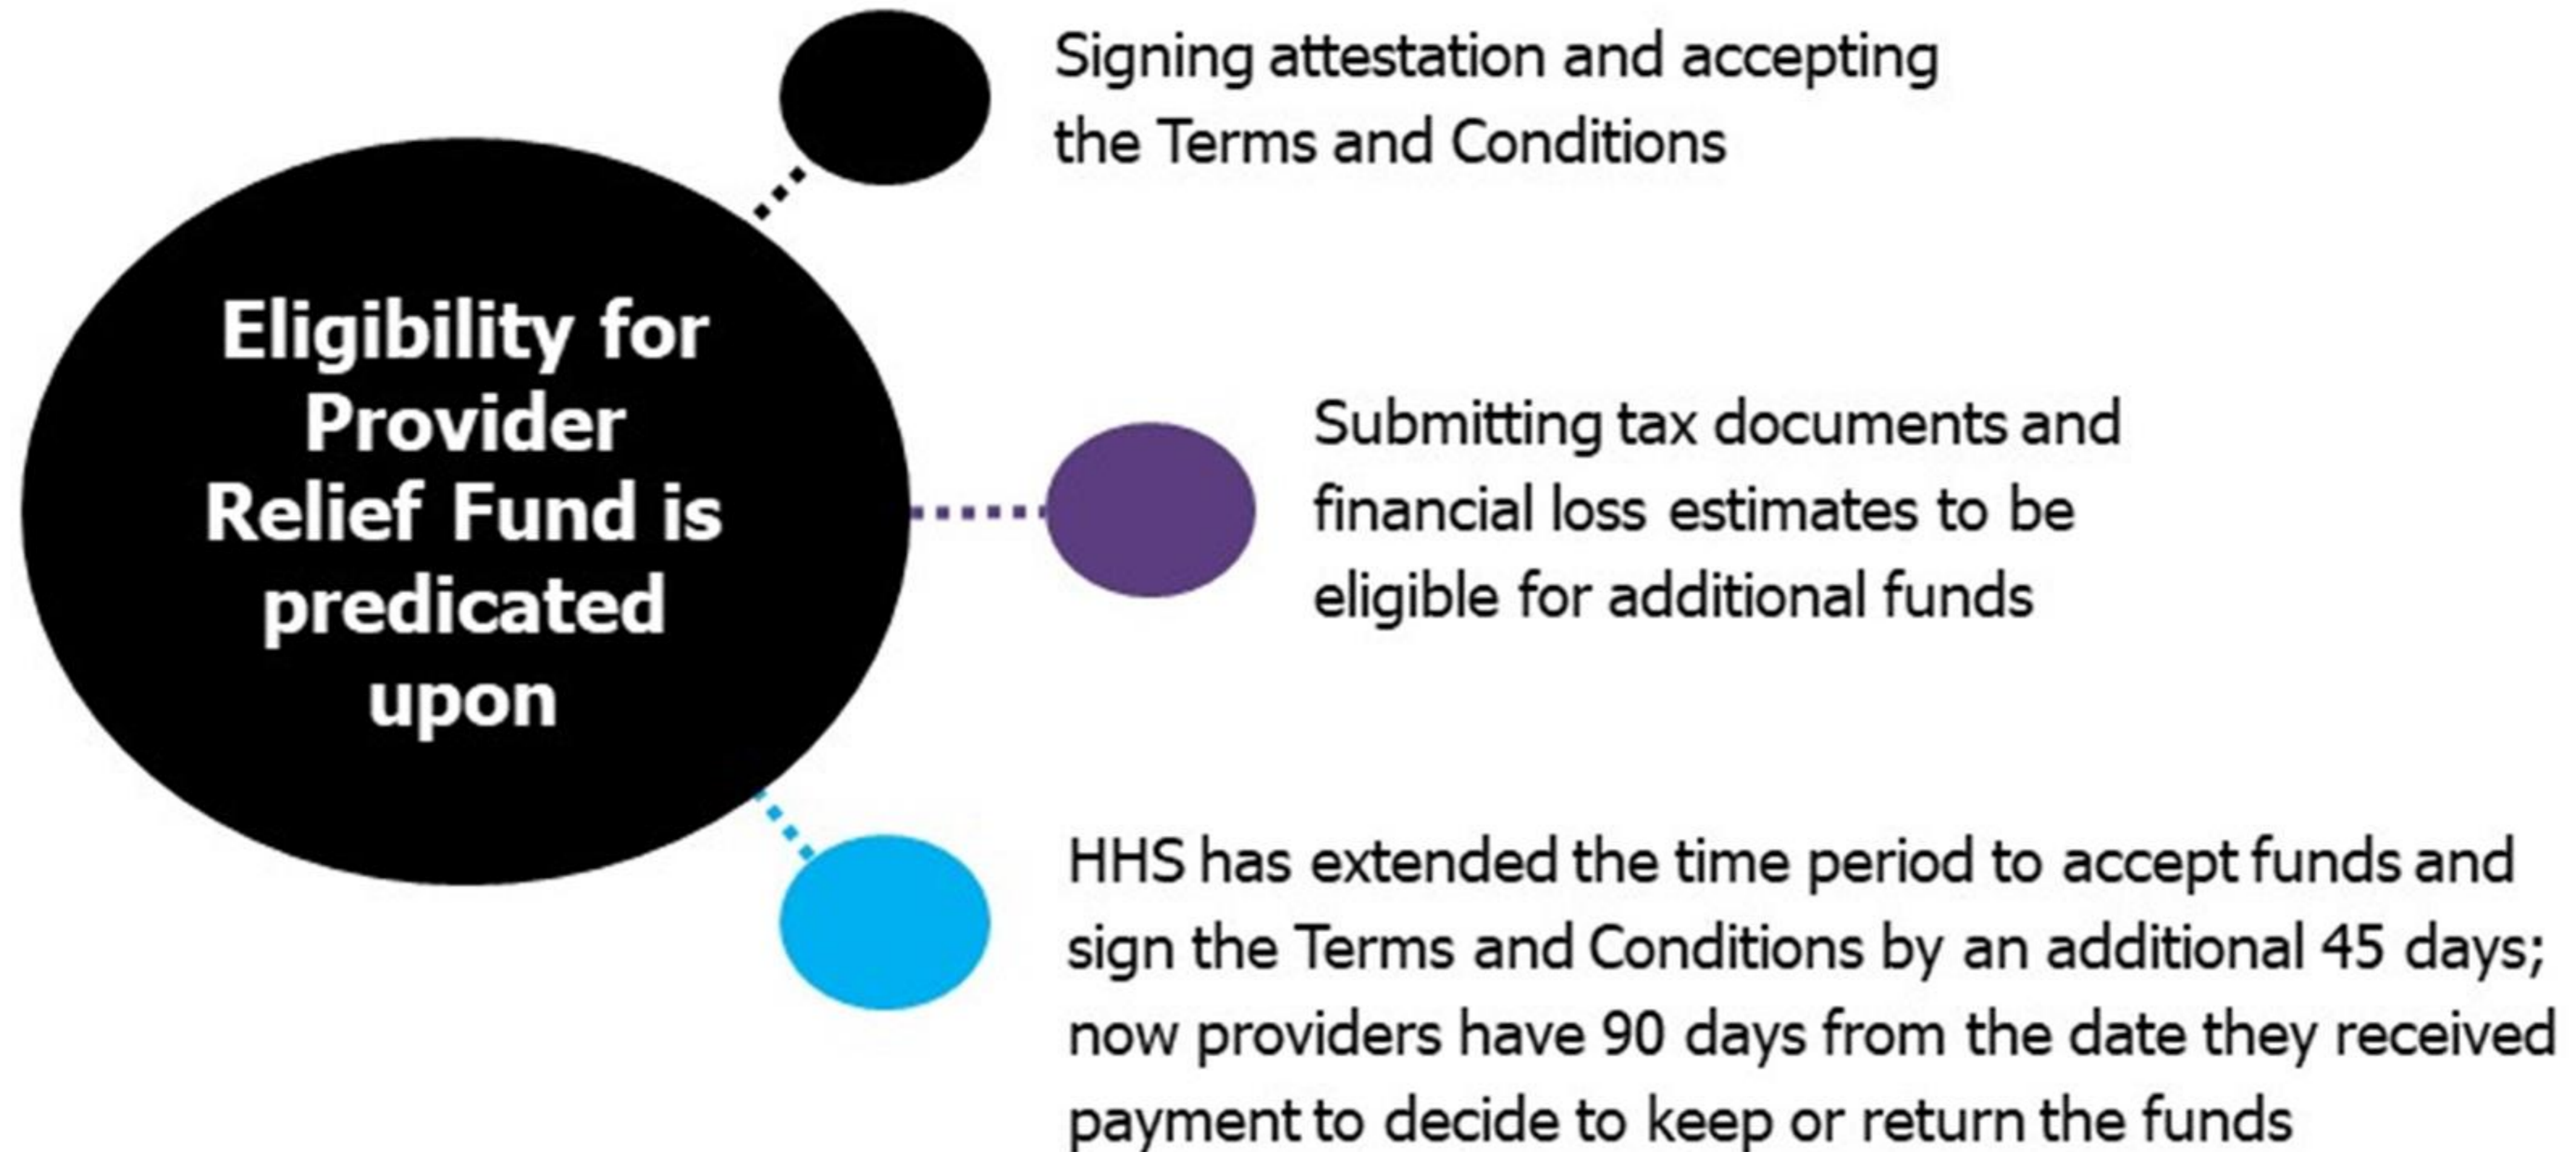 Eligibility for
Provider
Relief Fund is
predicated
upon
Signing attestation and accepting
the Terms and Conditions
Submitting tax documents and
financial loss estimates to be
eligible for additional funds
HHS has extended the time period to accept funds and
sign the Terms and Conditions by an additional 45 days;
now providers have 90 days from the date they received
payment to decide to keep or return the funds